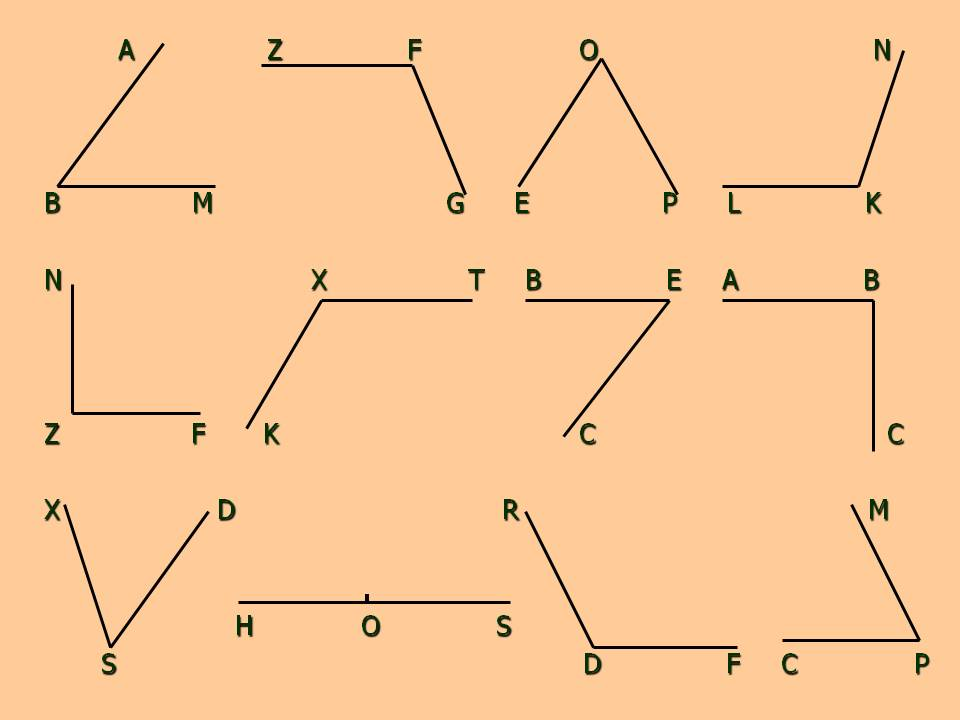 A Z F O N
B M G E P L K
N X T B E A B
Z F K C C
X D R M
H O S
S D F C P